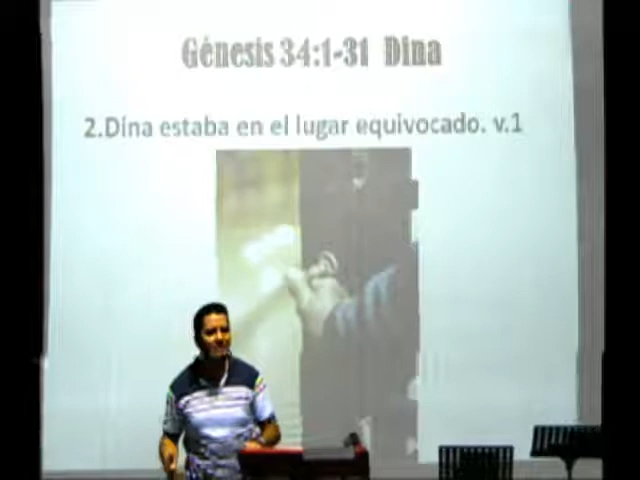 Génesis 34:1-31 Dina
2.Dina estaba en el lugar equivocado. v.1